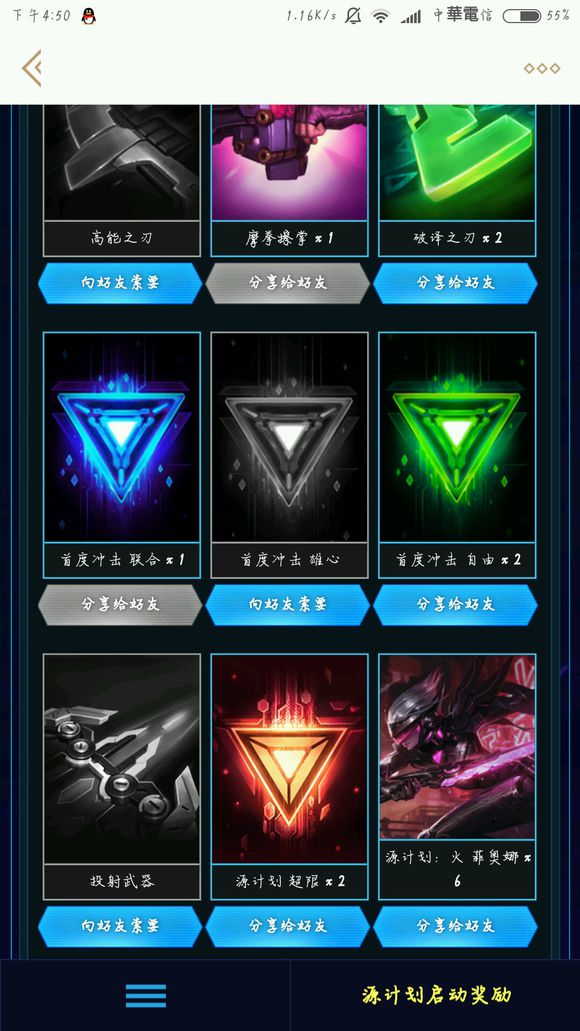 下午4:50
1.16K/s
中華電信
55%
高能之刃
摩拳擦掌 x 1
破译之刃 x 2
向好友索要
分享给好友
分享给好友
首度冲击 联合 x 1
首度冲击 雄心
首度冲击 自由 x 2
分享给好友
向好友索要
分享给好友
投射武器
源计划 超限 x 2
源计划：火 菲奥娜 x
6
向好友索要
分享给好友
分享给好友
源计划启动奖励